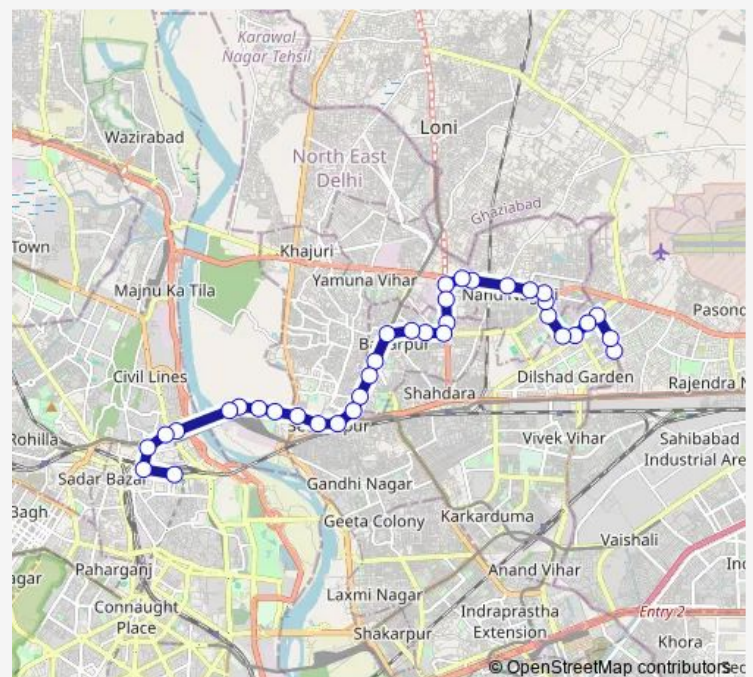 Karawal
Nagar Tehsil
Wazirabad
Loni
North East
Delhi
Ghaziabad
Town
Khajuri
Yamuna Vihar
Majnu Ka Tila
Civil Lines
Shahdara
Dilshad Garden
Rajendra N
Rohilla
Vivek Vihar
Sahibabad
Industrial Are
Sadar Bazar
Gandhi Nagar
Bagh
Geeta Colony
Karkarduma
Vaishali
agar
Paharganj
Anand Vihar
Connaught
Place
Laxmi Nagar
Indraprastha
Extension
Entry 2
Shakarpur
Khora
© OpenStreetMap contributors